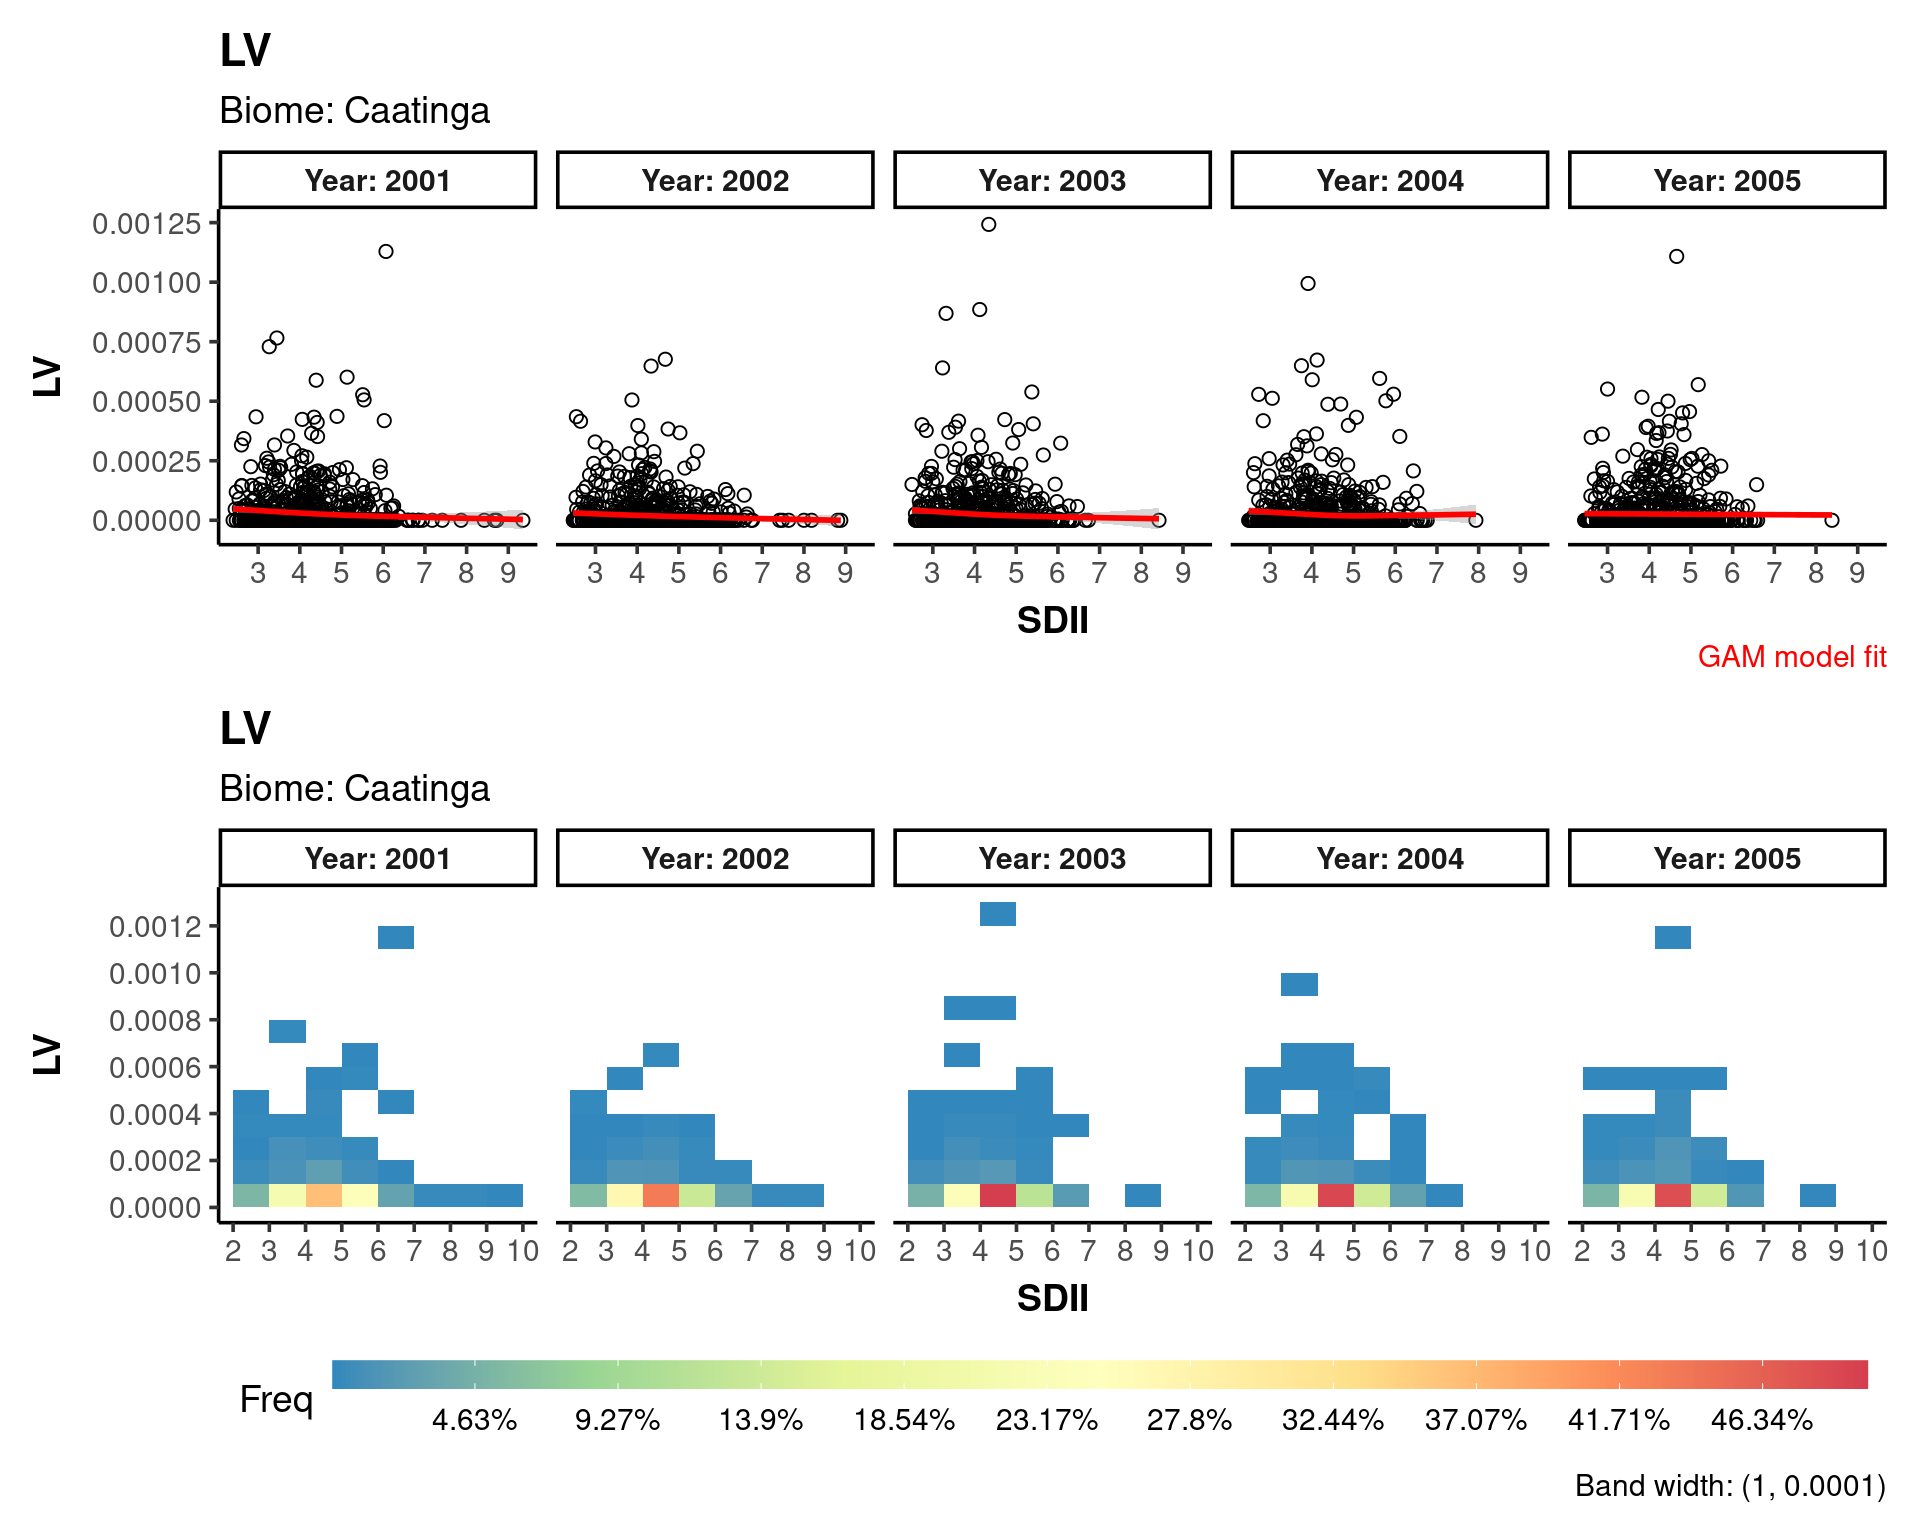 LV
Biome: Caatinga
Year: 2001 Year: 2002 Year: 2003 Year: 2004 Year: 2005
LV
0.00125
0.00100
0.00075
0.00050
0.00025
0.00000
3 4 5 6 7 8 9 3 4 5 6 7 8 9 3 4 5 6 7 8 9 3 4 5 6 7 8 9 3 4 5 6 7 8 9
SDII
GAM model fit
LV
Biome: Caatinga
Year: 2001 Year: 2002 Year: 2003 Year: 2004 Year: 2005
LV
0.0012
0.0010
0.0008
0.0006
0.0004
0.0002
0.0000
2 3 4 5 6 7 8 9 10 2 3 4 5 6 7 8 9 10 2 3 4 5 6 7 8 9 10 2 3 4 5 6 7 8 9 10 2 3 4 5 6 7 8 9 10
SDII
Freq
4.63% 9.27% 13.9% 18.54% 23.17% 27.8% 32.44% 37.07% 41.71% 46.34%
Band width: (1, 0.0001)